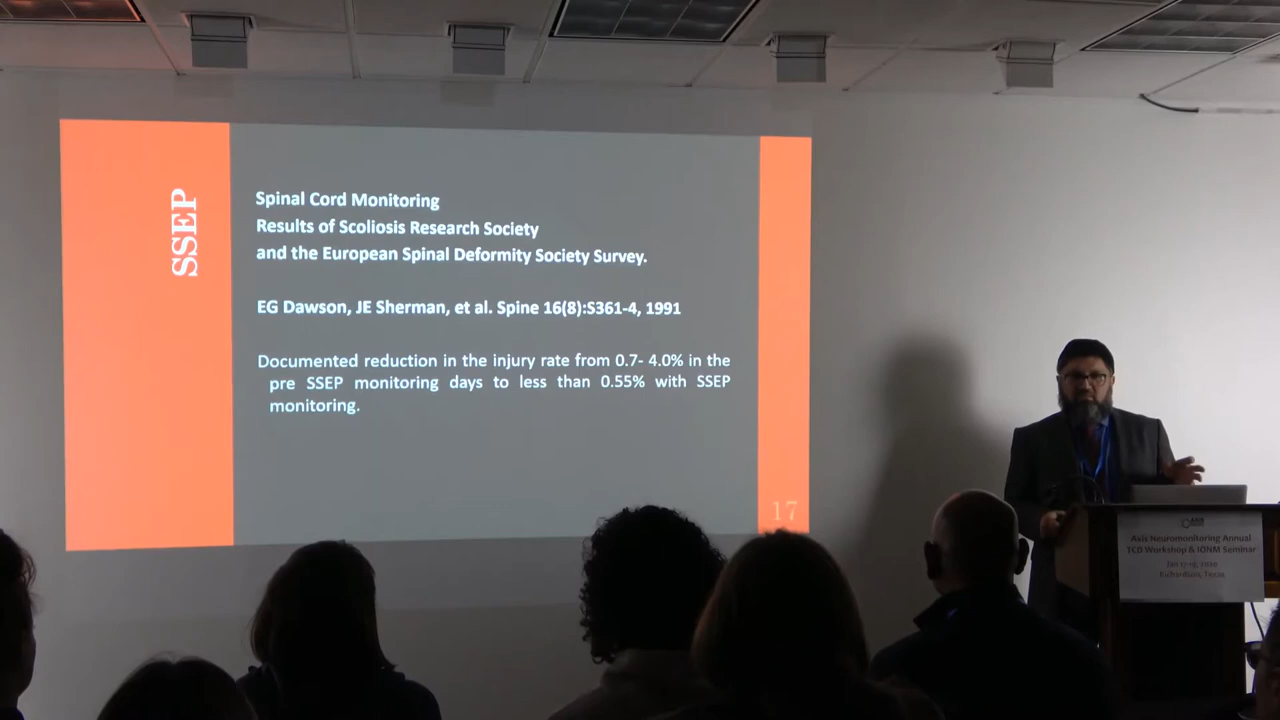 SSEP
Spinal Cord Monitoring
Results of Scoliosis Research Society
and the European Spinal Deformity Society Survey.
EG Dawson, JE Sherman, et al. Spine 16(8):S361-4, 1991
Documented reduction in the injury rate from 0.7- 4.0% in the
pre SSEP monitoring days to less than 0.55% with SSEP
monitoring.
17
Akis Neuromonitoring Annual
TCD Workshop & IONM Seminar
Richardson, Texas